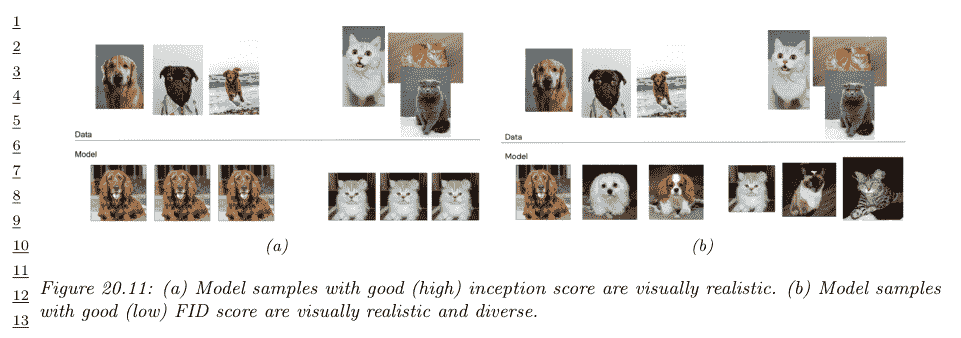 1
2
3
4
5
6
7
8
9
10
11
12
13
Data
Model
(a)
Data
Model
(b)
Figure 20.11: (a) Model samples with good (high) inception score are visually realistic. (b) Model samples
with good (low) FID score are visually realistic and diverse.